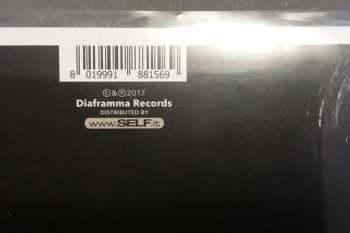 8 019991 881569
©&℗2017
Diaframma Records
DISTRIBUTED BY
www.SELF.it